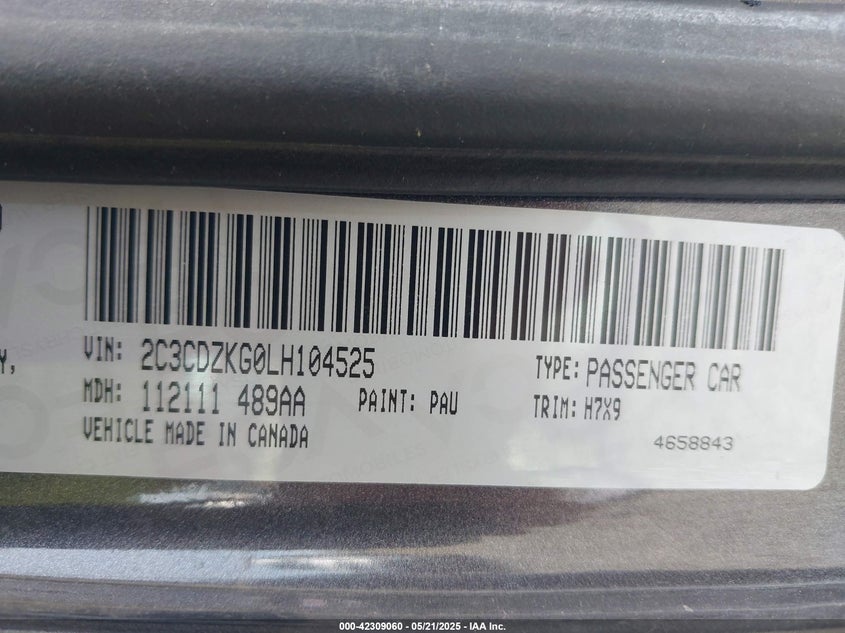 Y,
VIN: 2C3CDZKG0LH104525
TYPE: PASSENGER CAR
MDH: 112111 489AA
PAINT: PAU
TRIM: H7X9
VEHICLE MADE IN CANADA
4658843
000-42309060 - 05/21/2025 - IAA Inc.